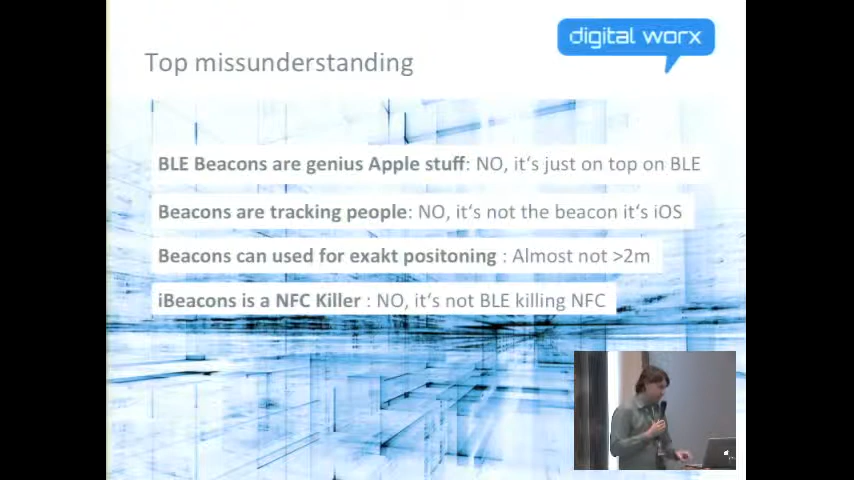 digital worx
Top missunderstanding
BLE Beacons are genius Apple stuff: NO, it's just on top on BLE
Beacons are tracking people: NO, it's not the beacon it's iOS
Beacons can used for exakt positoning : Almost not >2m
iBeacons is a NFC Killer : NO, it's not BLE killing NFC